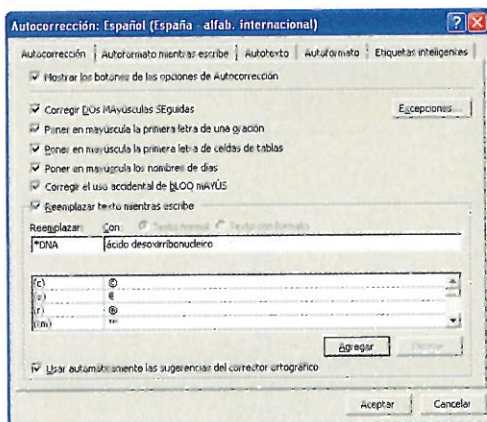 Autocorrección: Español (España - alfab. internacional)
Autocorrección Autoformato mientras escribe Autotexto Autoformato Etiquetas inteligentes
Mostrar los botones de las opciones de Autocorrección
Corregir DOs MAyúsculas SEguidas Excepciones...
Poner en mayúscula la primera letra de una oración
Poner en mayúscula la primera letra de celdas de tablas
Poner en mayúscula los nombres de días
Corregir el uso accidental de bLOQ mAYÚS
Reemplazar texto mientras escribe
Reemplazar: Con: Texto normal Texto con formato
*DNA ácido desoxirribonucleico
(c) ©
(e) €
(r) ®
(tm) ™
Agregar
Usar automáticamente las sugerencias del corrector ortográfico
Aceptar Cancelar